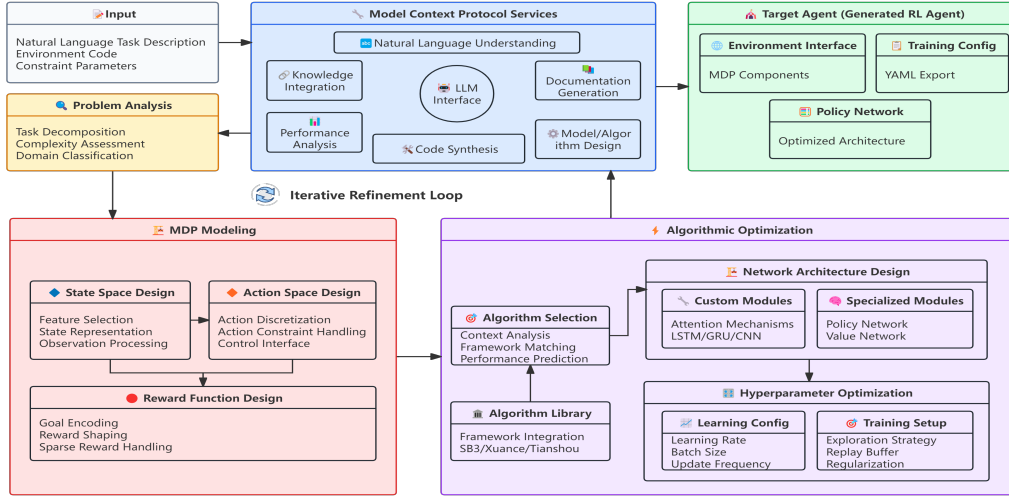 Input
Natural Language Task Description
Environment Code
Constraint Parameters
Problem Analysis
Task Decomposition
Complexity Assessment
Domain Classification
Model Context Protocol Services
abc Natural Language Understanding
Knowledge
Integration
LLM
Interface
Documentation
Generation
Performance
Analysis
Code Synthesis
Model/Algor
ithm Design
Target Agent (Generated RL Agent)
Environment Interface
MDP Components
Training Config
YAML Export
Policy Network
Optimized Architecture
Iterative Refinement Loop
MDP Modeling
State Space Design
Feature Selection
State Representation
Observation Processing
Action Space Design
Action Discretization
Action Constraint Handling
Control Interface
Reward Function Design
Goal Encoding
Reward Shaping
Sparse Reward Handling
Algorithmic Optimization
Algorithm Selection
Context Analysis
Framework Matching
Performance Prediction
Algorithm Library
Framework Integration
SB3/Xuance/Tianshou
Network Architecture Design
Custom Modules
Attention Mechanisms
LSTM/GRU/CNN
Specialized Modules
Policy Network
Value Network
Hyperparameter Optimization
Learning Config
Learning Rate
Batch Size
Update Frequency
Training Setup
Exploration Strategy
Replay Buffer
Regularization